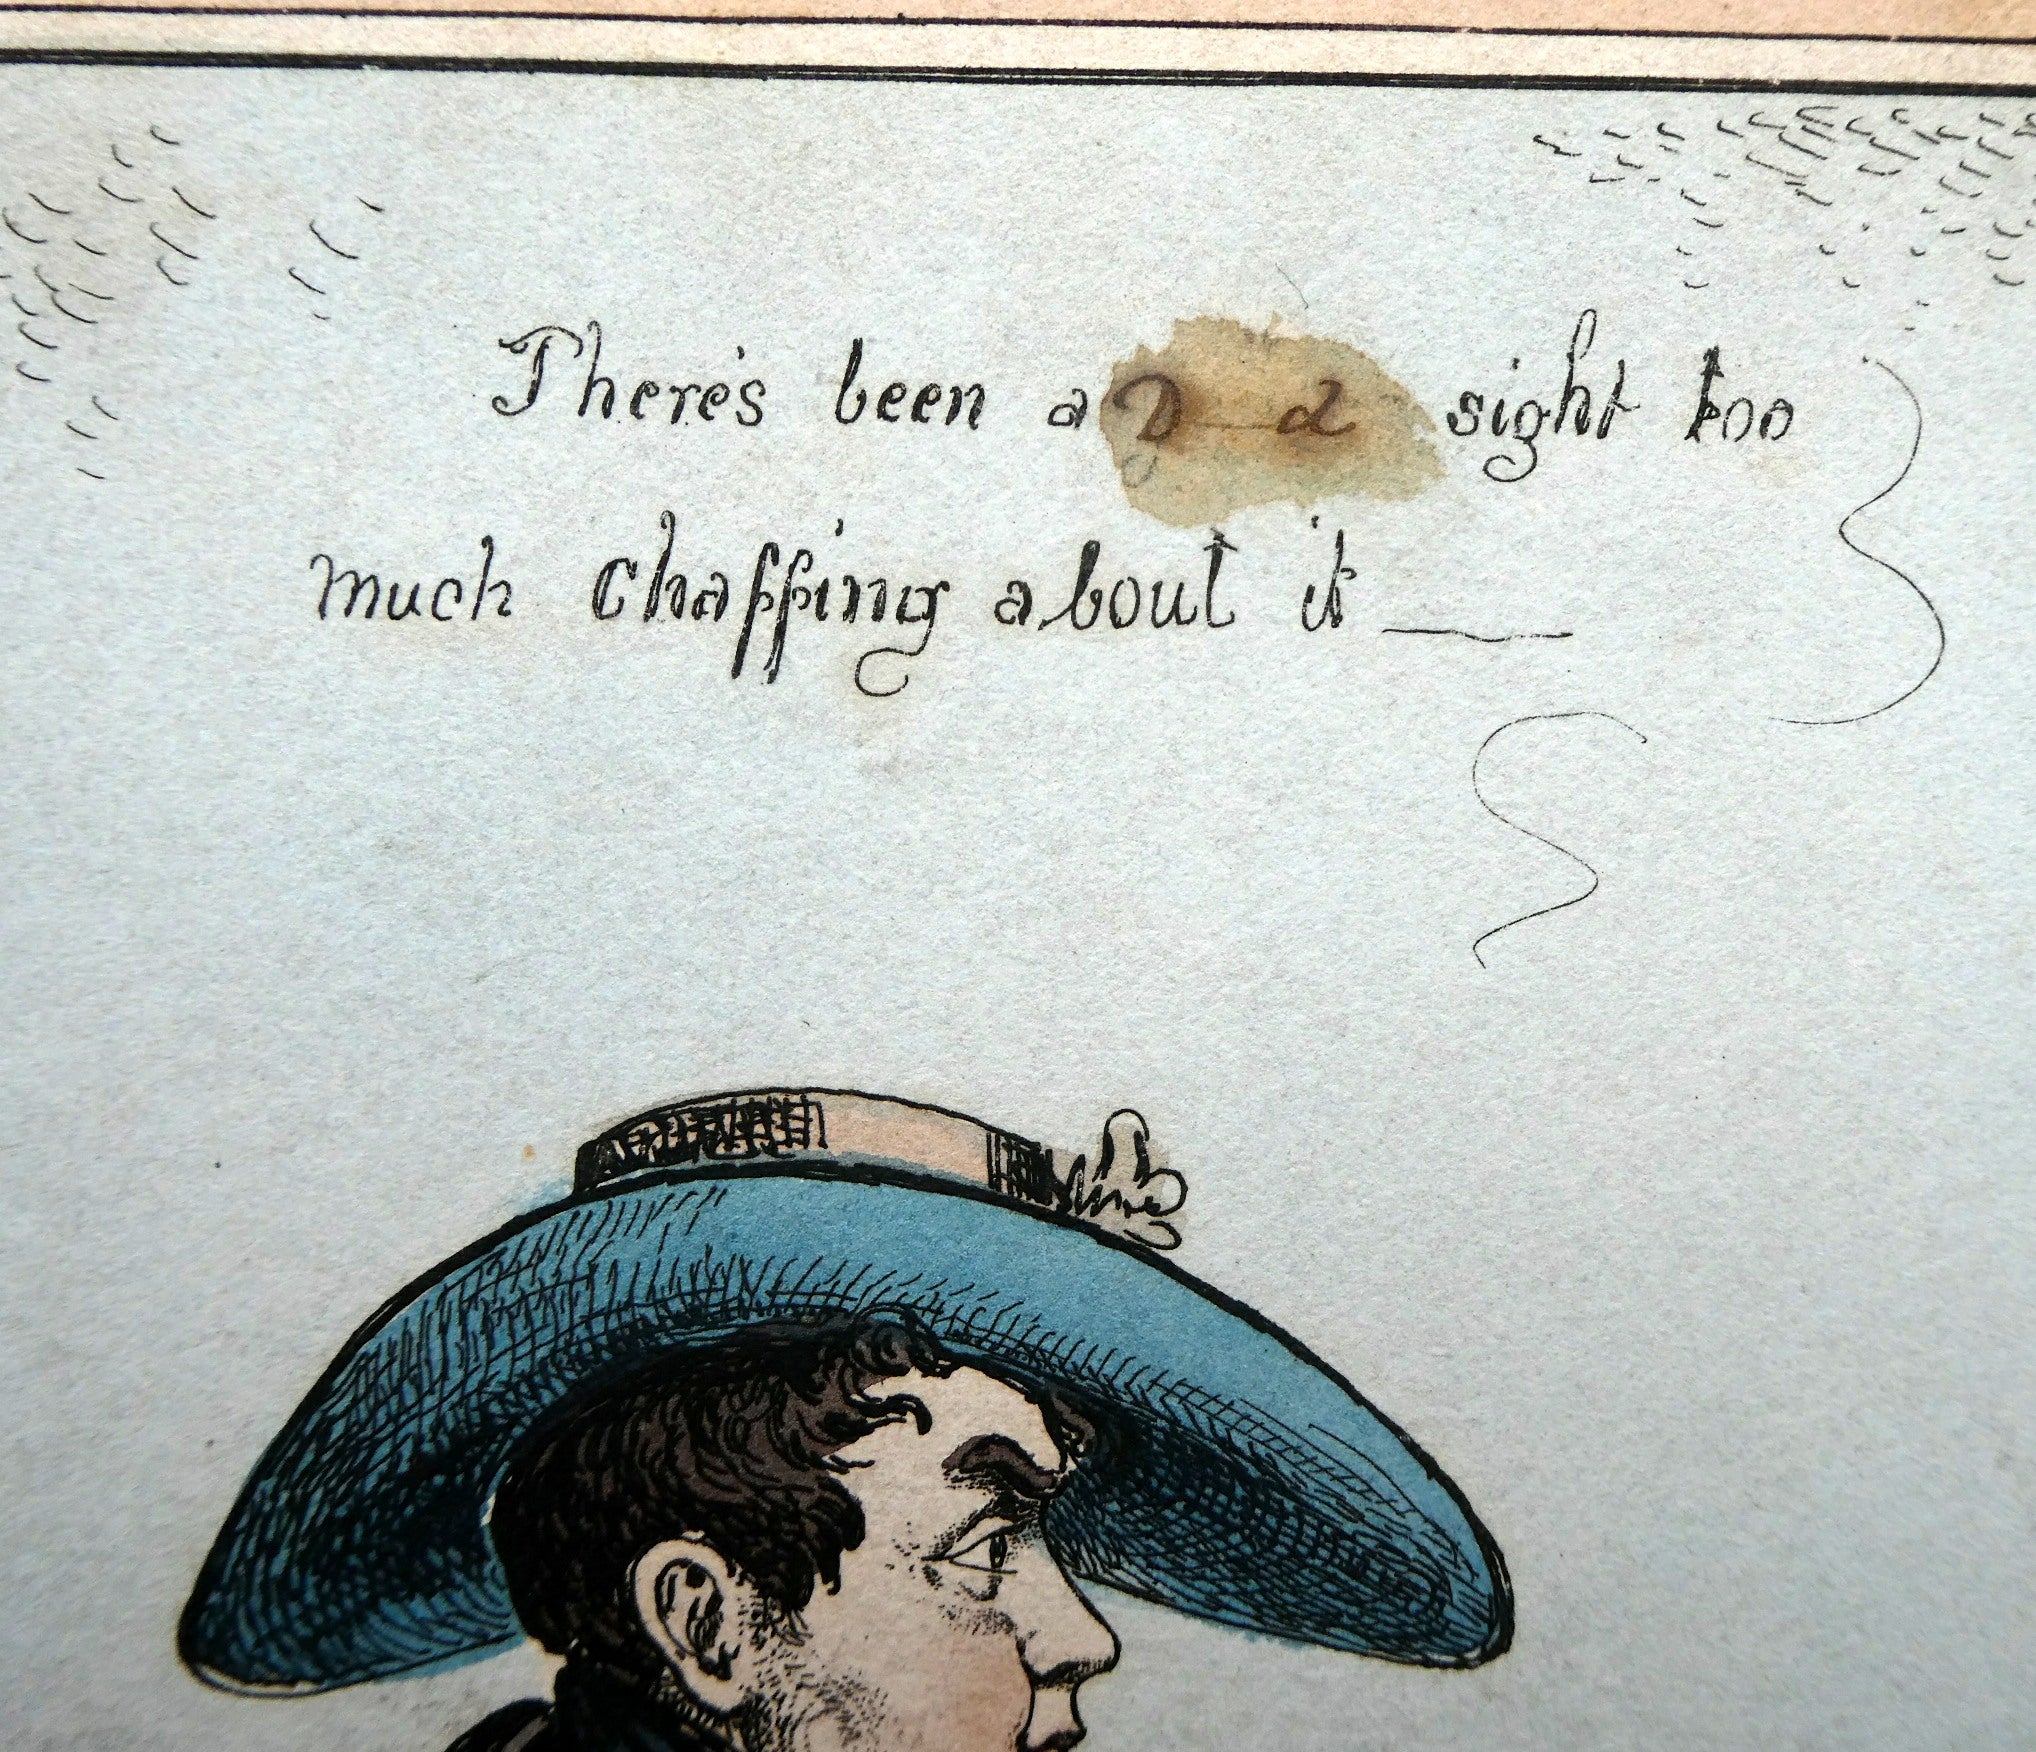 There's been a D—d sight too
much Chaffing about it —